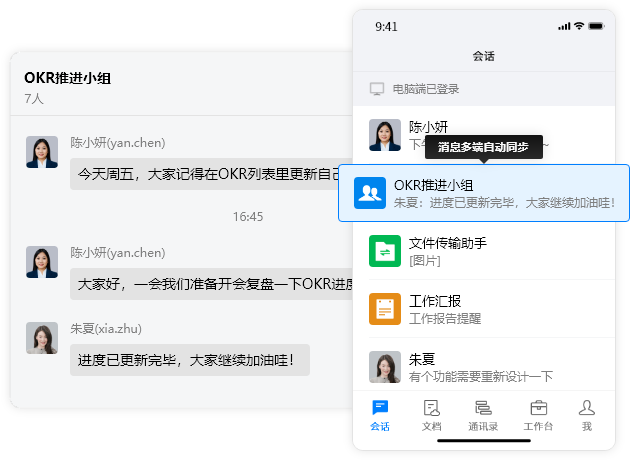 OKR推进小组
7人
陈小妍(yan.chen)
今天周五，大家记得在OKR列表里更新自己
16:45
陈小妍(yan.chen)
大家好，一会我们准备开会复盘一下OKR进度
朱夏(xia.zhu)
进度已更新完毕，大家继续加油哇！
9:41
会话
电脑端已登录
陈小妍
下午
消息多端自动同步
OKR推进小组
朱夏：进度已更新完毕，大家继续加油哇！
文件传输助手
[图片]
工作汇报
工作报告提醒
朱夏
有个功能需要重新设计一下
会话 文档 通讯录 工作台 我